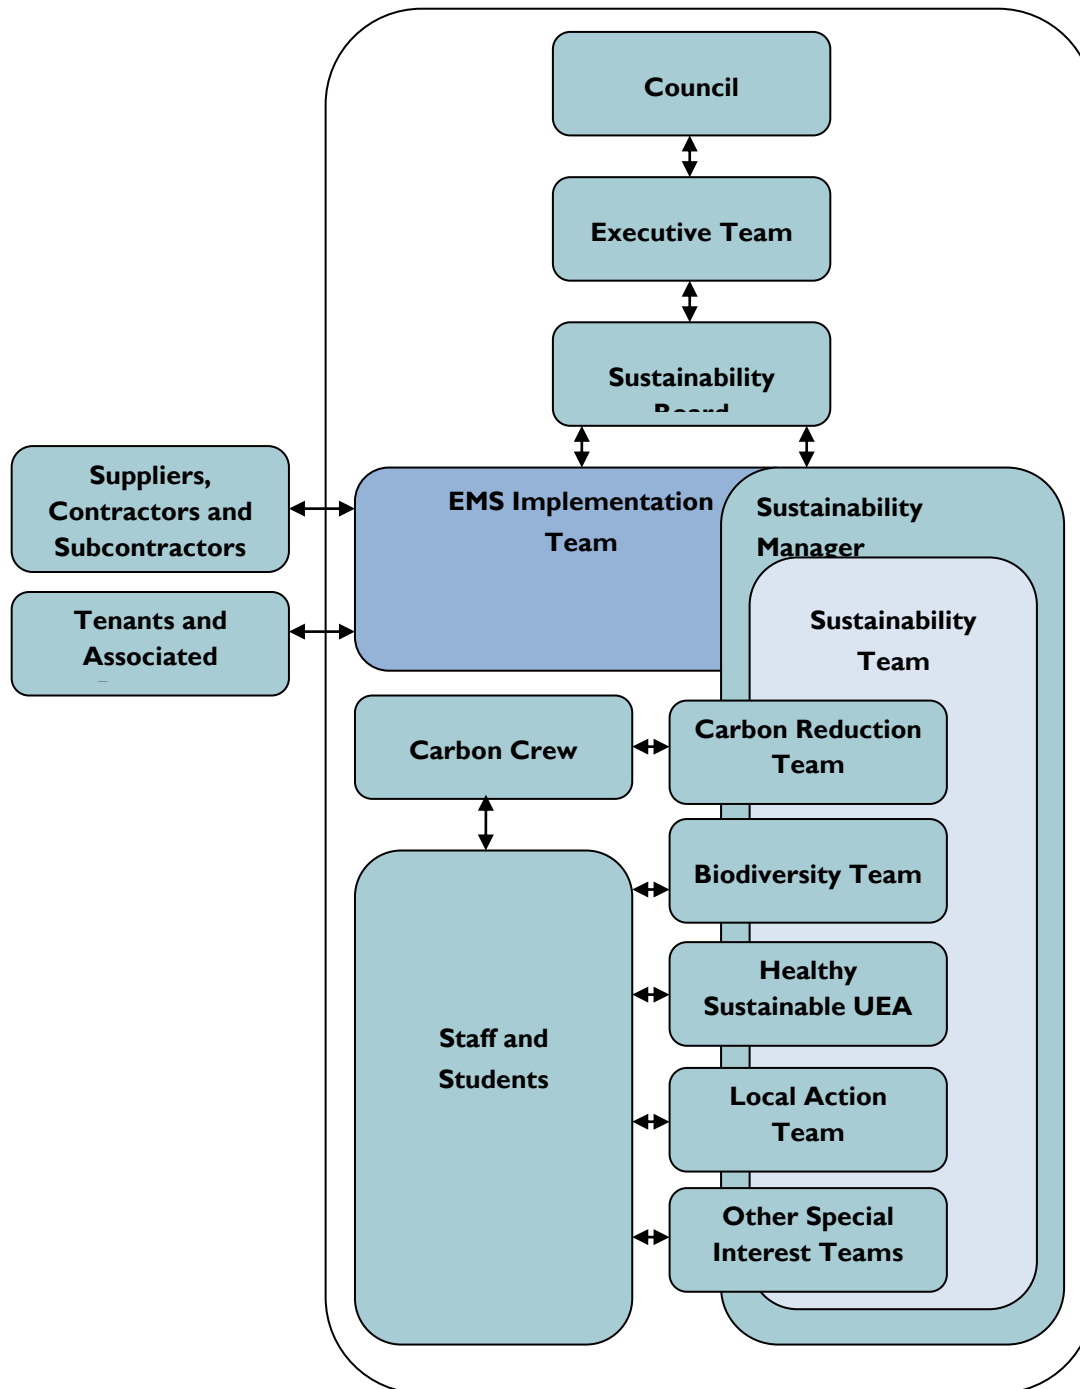 Council
Executive Team
Sustainability
Board
Suppliers,
Contractors and
Subcontractors
Tenants and
Associated
EMS Implementation
Team
Sustainability
Manager
Sustainability
Team
Carbon Crew
Carbon Reduction
Team
Biodiversity Team
Healthy
Sustainable UEA
Staff and
Students
Local Action
Team
Other Special
Interest Teams